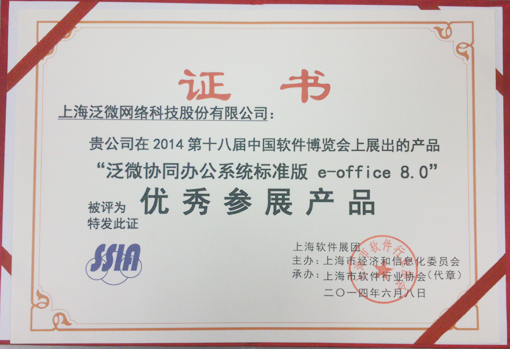 证书
上海泛微网络科技股份有限公司：
贵公司在 2014 第十八届中国软件博览会上展出的产品
“泛微协同办公系统标准版 e-office 8.0”
被评为 优秀参展产品
特发此证
SSIA
上海软件展团
主办：上海市经济和信息化委员会
承办：上海市软件行业协会（代章）
二〇一四年六月八日